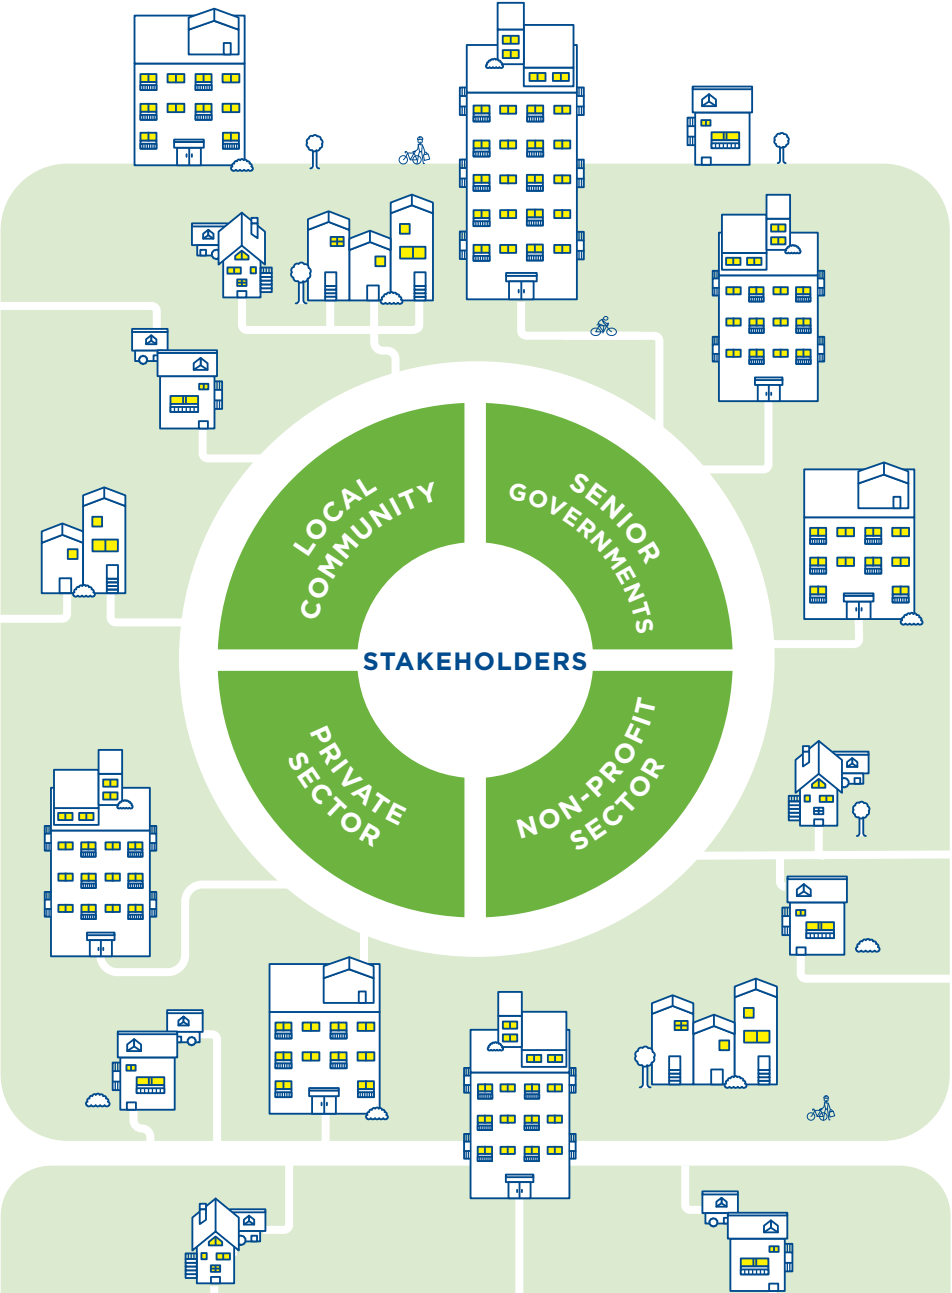 LOCAL
COMMUNITY
SENIOR
GOVERNMENTS
STAKEHOLDERS
PRIVATE
SECTOR
NON-PROFIT
SECTOR